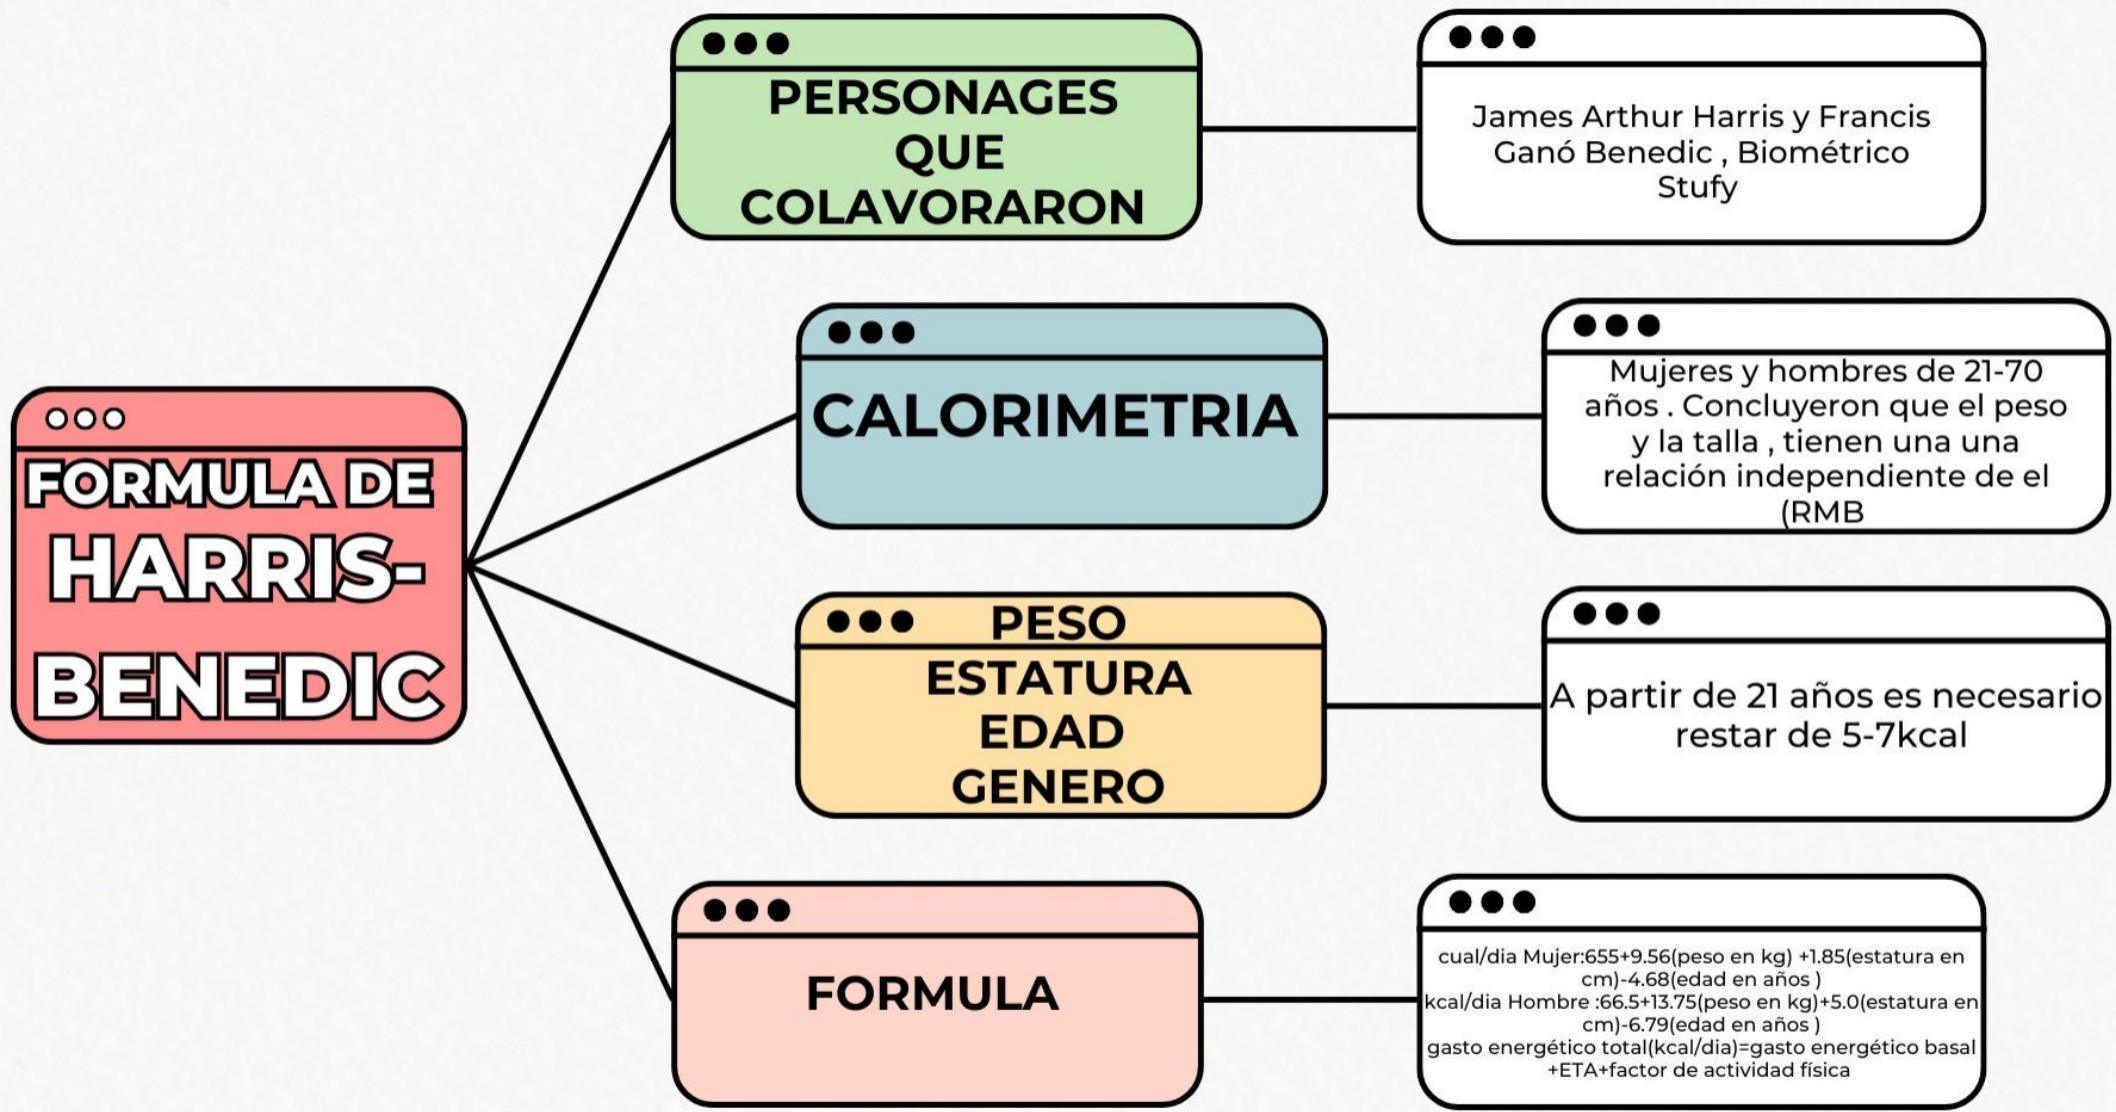 FORMULA DE
HARRIS-
BENEDIC
PERSONAGES
QUE
COLAVORARON
James Arthur Harris y Francis
Ganó Benedic , Biométrico
Stufy
CALORIMETRIA
Mujeres y hombres de 21-70
años . Concluyeron que el peso
y la talla , tienen una una
relación independiente de el
(RMB
PESO
ESTATURA
EDAD
GENERO
A partir de 21 años es necesario
restar de 5-7kcal
FORMULA
cual/dia Mujer:655+9.56(peso en kg) +1.85(estatura en
cm)-4.68(edad en años )
kcal/dia Hombre :66.5+13.75(peso en kg)+5.0(estatura en
cm)-6.79(edad en años )
gasto energético total(kcal/dia)=gasto energético basal
+ETA+factor de actividad física